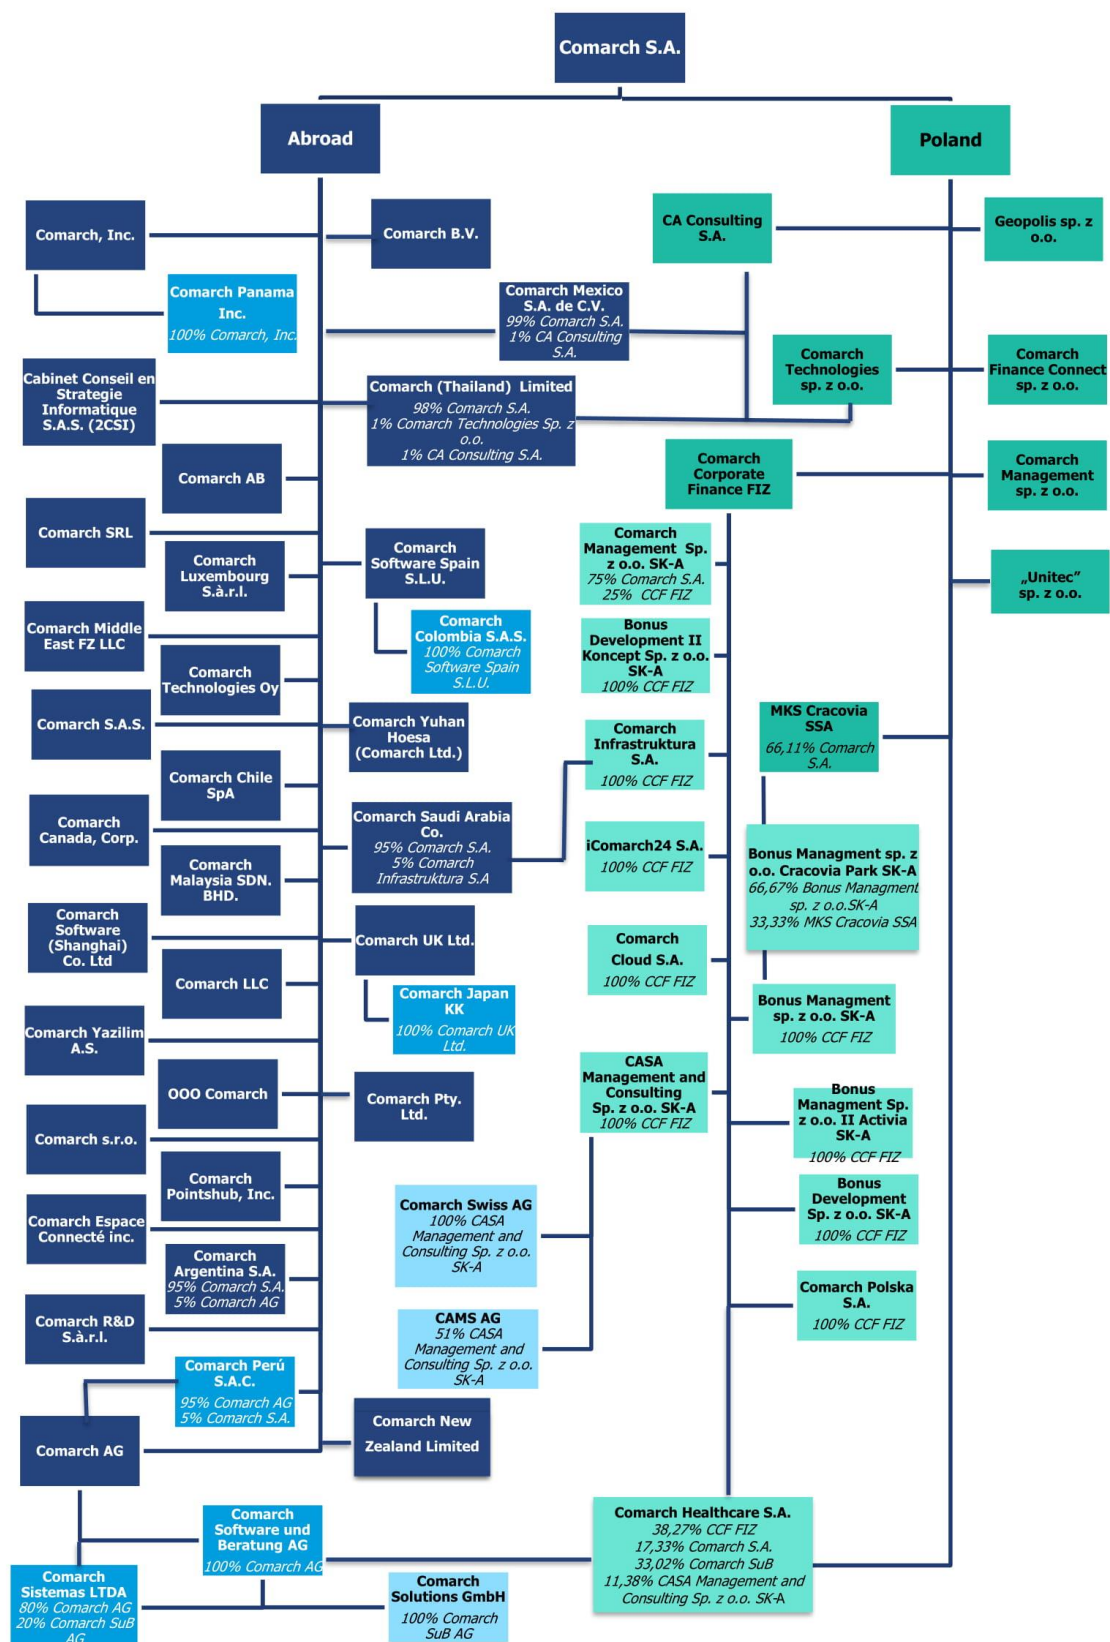 Comarch S.A.
Abroad
Poland
Comarch, Inc.
Comarch B.V.
CA Consulting
S.A.
Geopolis sp. z
o.o.
Comarch Panama
Inc.
100% Comarch, Inc.
Comarch Mexico
S.A. de C.V.
99% Comarch S.A.
1% CA Consulting
S.A.
Cabinet Conseil en
Strategie
Informatique
S.A.S. (2CSI)
Comarch (Thailand) Limited
98% Comarch S.A.
1% Comarch Technologies Sp. z
o.o.
1% CA Consulting S.A.
Comarch
Technologies
sp. z o.o.
Comarch
Finance Connect
sp. z o.o.
Comarch AB
Comarch
Corporate
Finance FIZ
Comarch
Management
sp. z o.o.
Comarch SRL
Comarch
Luxembourg
S.à.r.l.
Comarch
Software Spain
S.L.U.
Comarch
Management Sp.
z o.o. SK-A
75% Comarch S.A.
25% CCF FIZ
„Unitec”
sp. z o.o.
Comarch Middle
East FZ LLC
Comarch
Colombia S.A.S.
100% Comarch
Software Spain
S.L.U.
Bonus
Development II
Koncept Sp. z o.o.
SK-A
100% CCF FIZ
Comarch
Technologies Oy
Comarch S.A.S.
Comarch Yuhan
Hoesa
(Comarch Ltd.)
Comarch
Infrastruktura
S.A.
100% CCF FIZ
MKS Cracovia
SSA
66,11% Comarch
S.A.
Comarch Chile
SpA
Comarch
Canada, Corp.
Comarch Saudi Arabia
Co.
95% Comarch S.A.
5% Comarch
Infrastruktura S.A
iComarch24 S.A.
100% CCF FIZ
Bonus Managment sp. z
o.o. Cracovia Park SK-A
66,67% Bonus Managment
sp. z o.o.SK-A
33,33% MKS Cracovia SSA
Comarch
Malaysia SDN.
BHD.
Comarch
Software
(Shanghai)
Co. Ltd
Comarch UK Ltd.
Comarch
Cloud S.A.
100% CCF FIZ
Comarch LLC
Comarch Japan
KK
100% Comarch UK
Ltd.
Bonus Managment
sp. z o.o. SK-A
100% CCF FIZ
Comarch Yazilim
A.S.
OOO Comarch
Comarch Pty.
Ltd.
CASA
Management and
Consulting
Sp. z o.o. SK-A
100% CCF FIZ
Bonus
Managment Sp.
z o.o. II Activia
SK-A
100% CCF FIZ
Comarch s.r.o.
Comarch
Pointshub, Inc.
Comarch Swiss AG
100% CASA
Management and
Consulting Sp. z o.o.
SK-A
Bonus
Development
Sp. z o.o. SK-A
100% CCF FIZ
Comarch Espace
Connecté inc.
Comarch
Argentina S.A.
95% Comarch S.A.
5% Comarch AG
Comarch R&D
S.à.r.l.
CAMS AG
51% CASA
Management and
Consulting Sp. z o.o.
SK-A
Comarch Polska
S.A.
100% CCF FIZ
Comarch Perú
S.A.C.
95% Comarch AG
5% Comarch S.A.
Comarch AG
Comarch New
Zealand Limited
Comarch
Software und
Beratung AG
100% Comarch AG
Comarch Healthcare S.A.
38,27% CCF FIZ
17,33% Comarch S.A.
33,02% Comarch SuB
11,38% CASA Management and
Consulting Sp. z o.o. SK-A
Comarch
Sistemas LTDA
80% Comarch AG
20% Comarch SuB
AG
Comarch
Solutions GmbH
100% Comarch
SuB AG